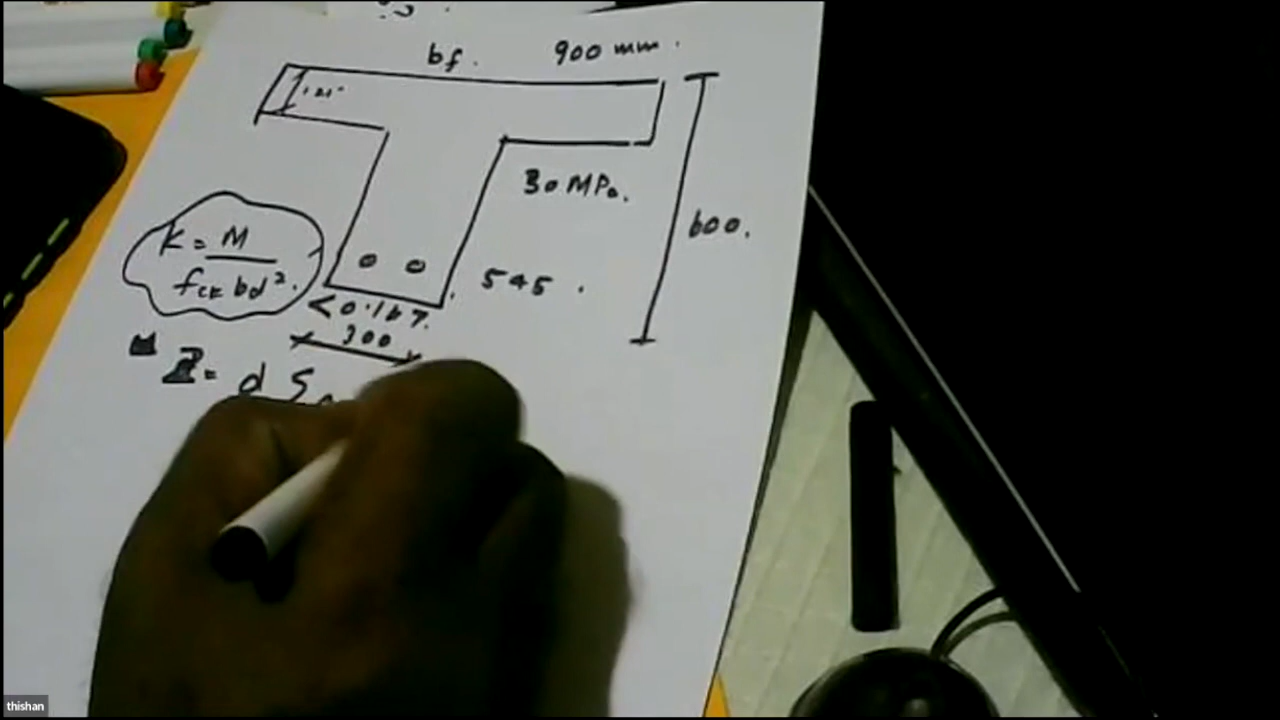 bf. 900 mm.
30 MPa.
600.
K = M
fck bd².
545.
< 0.167.
300
Z = d
thishan